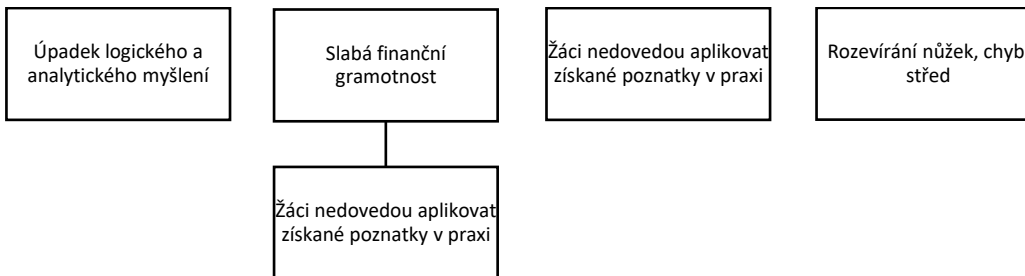 Úpadek logického a
analytického myšlení
Slabá finanční
gramotnost
Žáci nedovedou aplikovat
získané poznatky v praxi
Rozevírání nůžek, chyb
střed
Žáci nedovedou aplikovat
získané poznatky v praxi